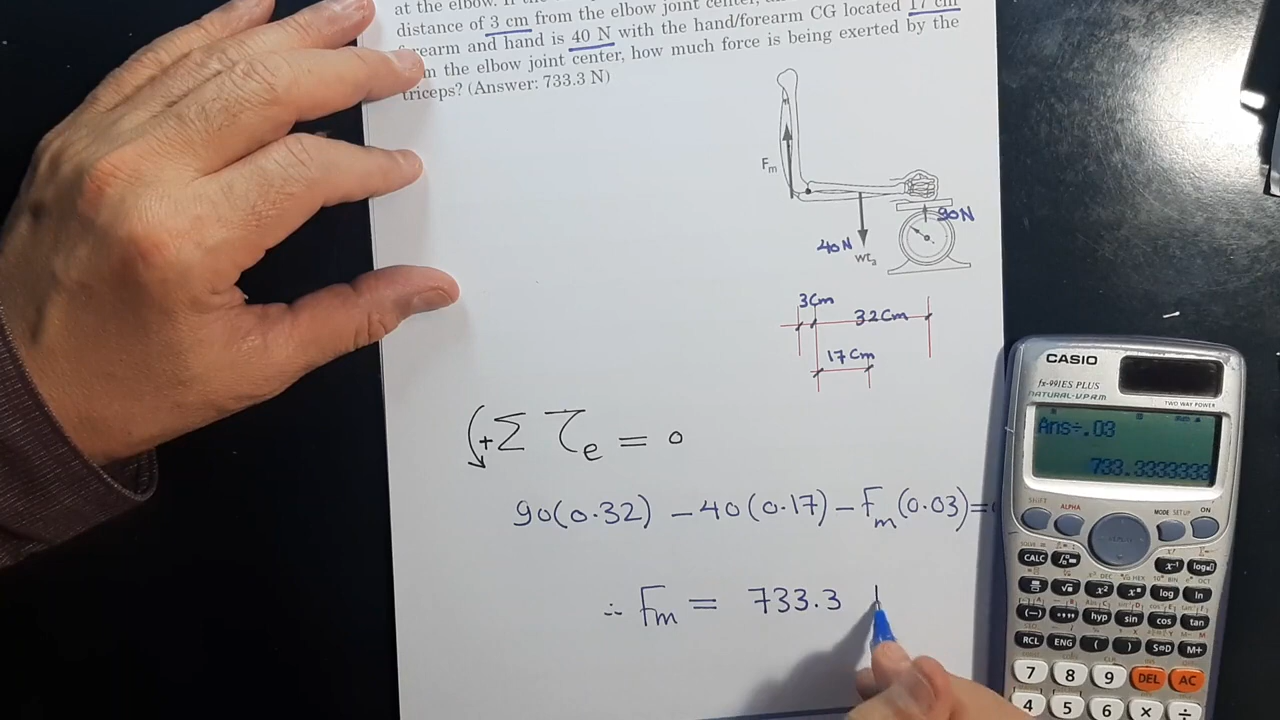 at the elbow. If the
distance of 3 cm from the elbow joint center,
forearm and hand is 40 N with the hand/forearm CG located 17 cm
from the elbow joint center, how much force is being exerted by the
triceps? (Answer: 733.3 N)
Fm
90N
40N
wt
3Cm
32Cm
17Cm
+Σ τe = 0
90(0.32) - 40(0.17) - Fm(0.03)=
∴ Fm = 733.3
CASIO
fx-991ES PLUS
NATURAL-V.P.A.M.
TWO WAY POWER
Ans÷.03
733.3333333
SHIFT ALPHA MODE SETUP ON
REPLAY
CALC
log
ln
(−) hyp sin cos tan
RCL ENG ( ) S⇔D M+
7 8 9 DEL AC
4 5 6 × ÷